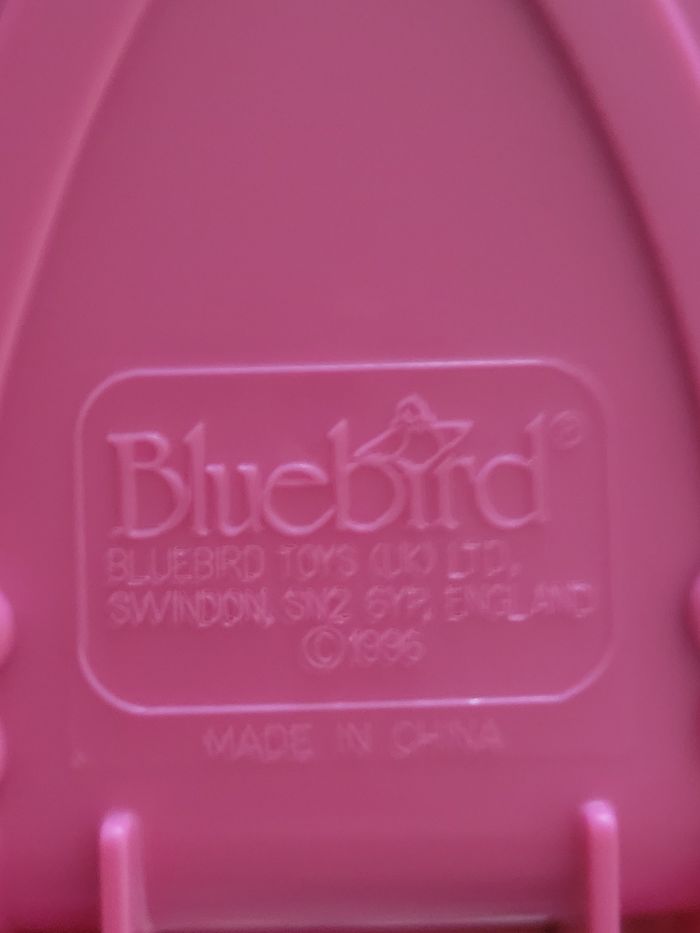 Bluebird®
BLUEBIRD TOYS (UK) LTD.
SWINDON, SN2 6YP, ENGLAND
©1996
MADE IN CHINA